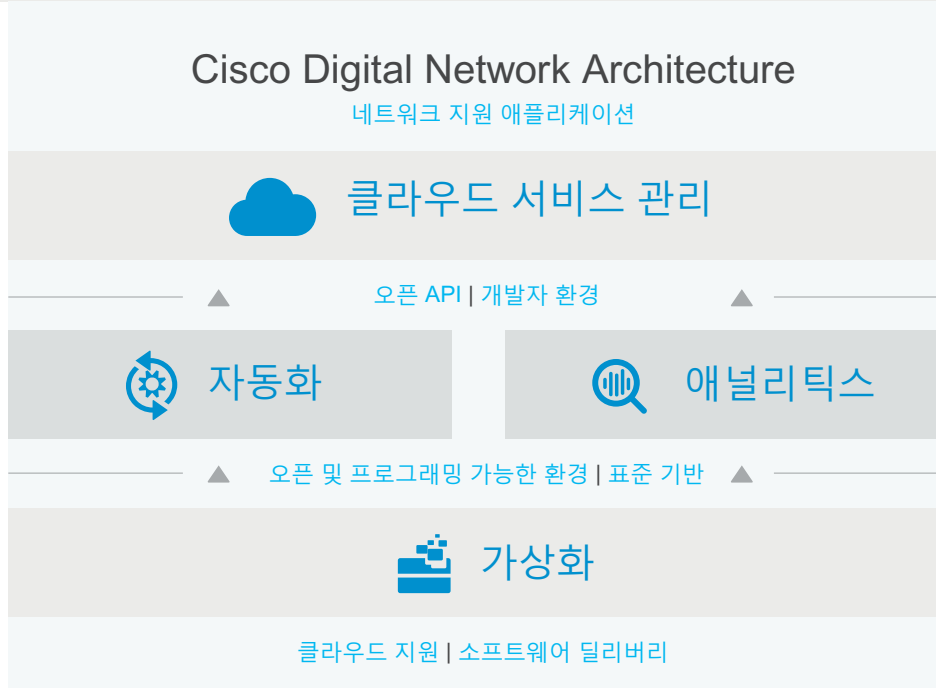 Cisco Digital Network Architecture
네트워크 지원 애플리케이션
클라우드 서비스 관리
오픈 API | 개발자 환경
자동화
애널리틱스
오픈 및 프로그래밍 가능한 환경 | 표준 기반
가상화
클라우드 지원 | 소프트웨어 딜리버리